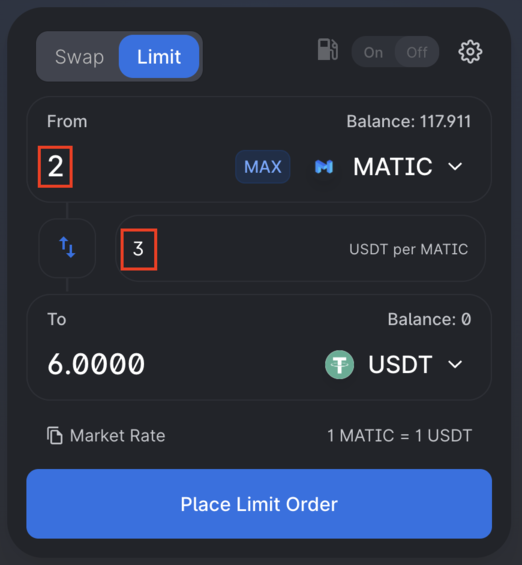 Swap Limit On Off
From Balance: 117.911
2 MAX MATIC
3 USDT per MATIC
To Balance: 0
6.0000 USDT
Market Rate 1 MATIC = 1 USDT
Place Limit Order